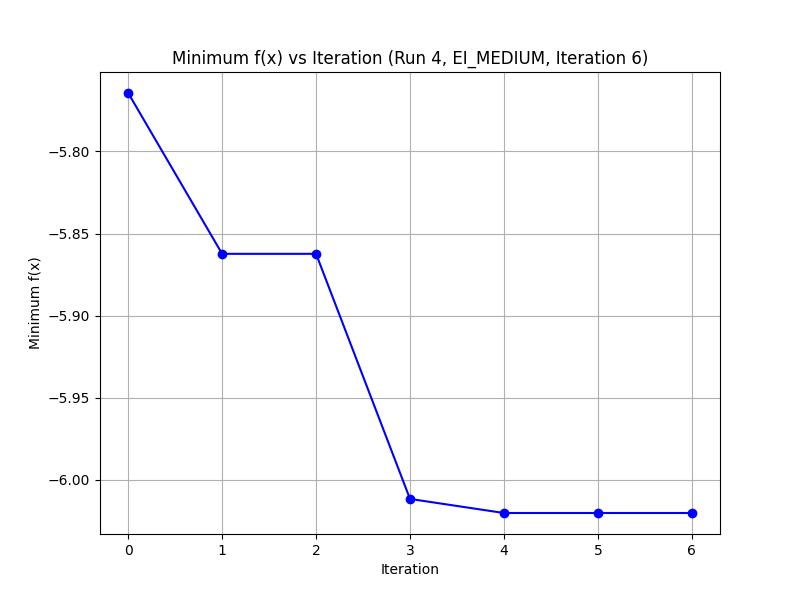 Minimum f(x) vs Iteration (Run 4, EI_MEDIUM, Iteration 6)
Minimum f(x)
−5.80
−5.85
−5.90
−5.95
−6.00
0 1 2 3 4 5 6
Iteration